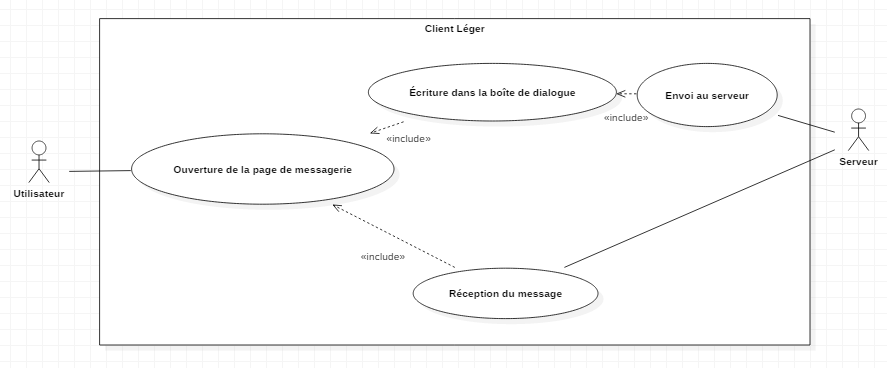 Client Léger
Écriture dans la boîte de dialogue
Envoi au serveur
«include»
«include»
Ouverture de la page de messagerie
Utilisateur
Serveur
«include»
Réception du message